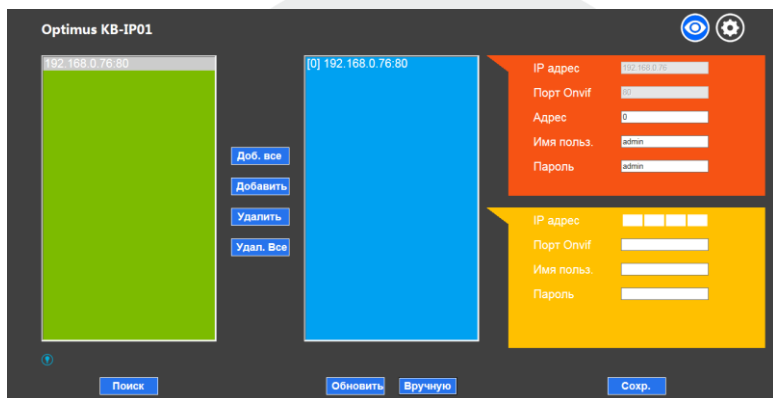 Optimus KB-IP01
192.168.0.76:80
[0] 192.168.0.76:80
Доб. все
Добавить
Удалить
Удал. Все
IP адрес 192.168.0.76
Порт Onvif 80
Адрес 0
Имя польз. admin
Пароль admin
IP адрес
Порт Onvif
Имя польз.
Пароль
Поиск
Обновить
Вручную
Сохр.